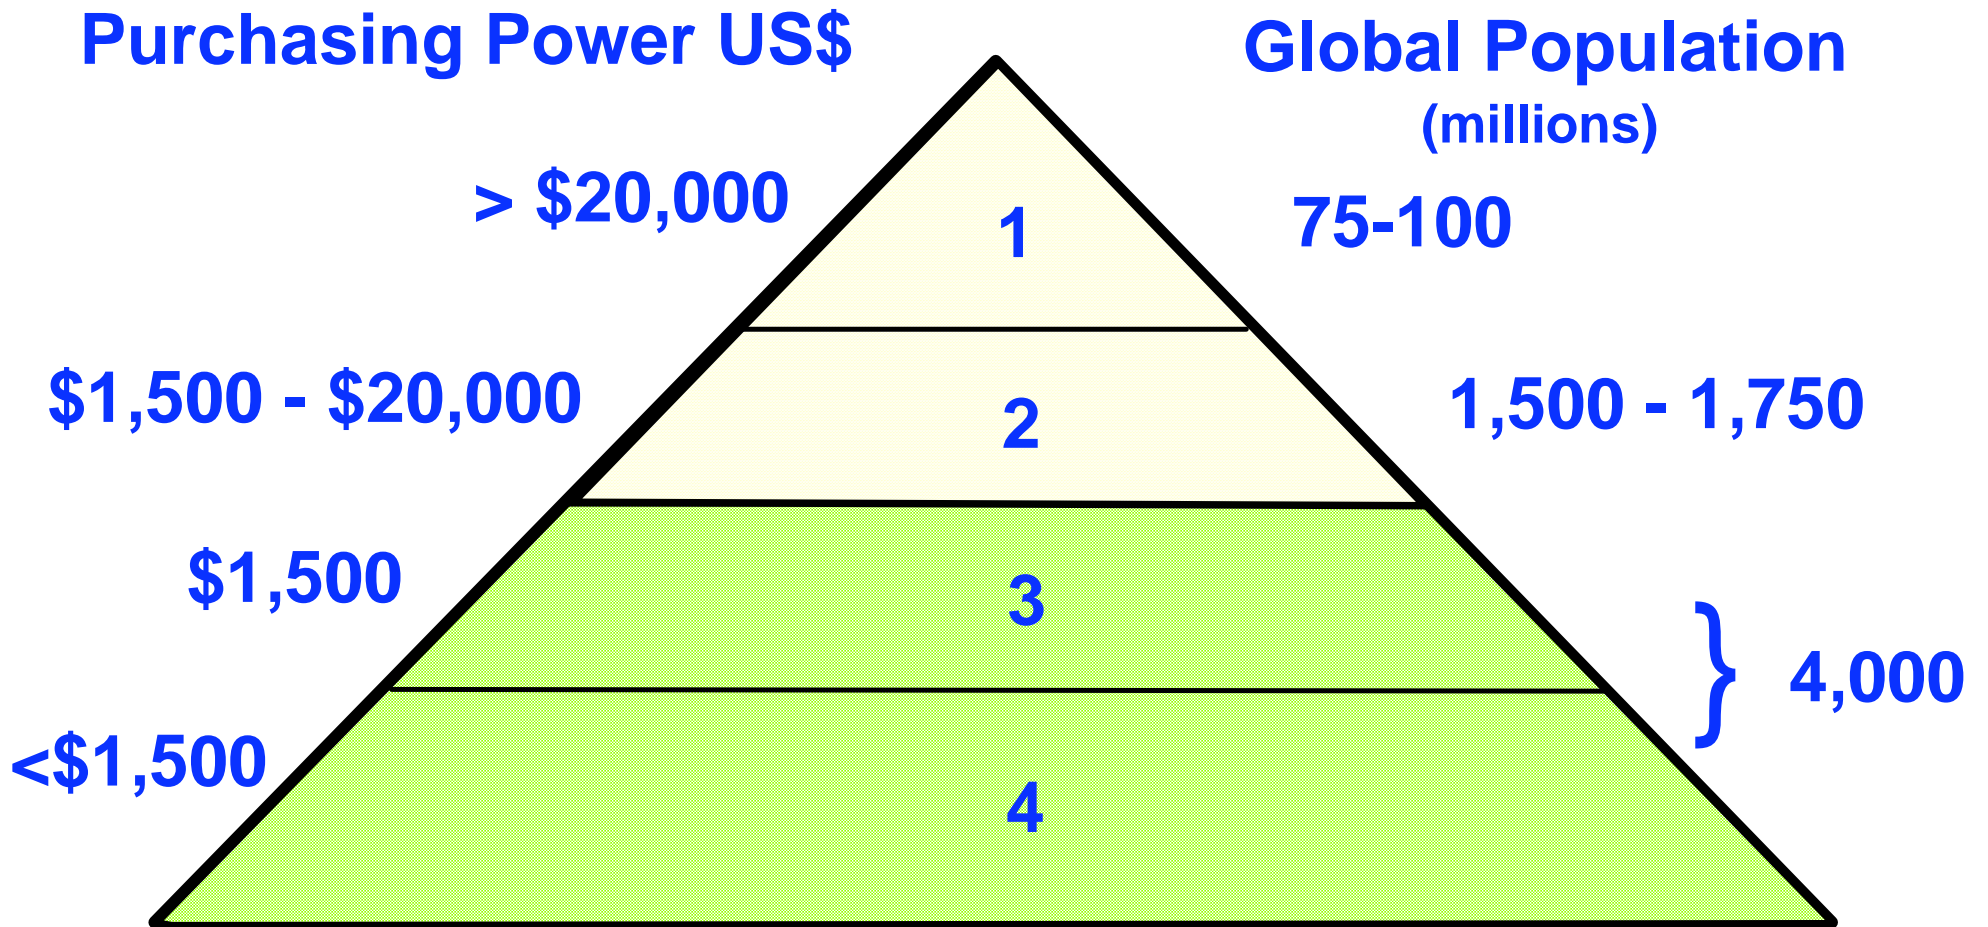 Purchasing Power US$
Global Population
(millions)
> $20,000
1
75-100
$1,500 - $20,000
2
1,500 - 1,750
$1,500
3
} 4,000
<$1,500
4